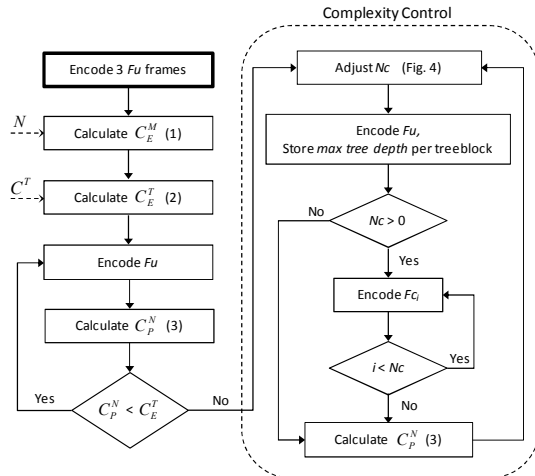 Complexity Control
Encode 3 Fu frames
N
Calculate C_E^M (1)
C^T
Calculate C_E^T (2)
Encode Fu
Calculate C_P^N (3)
C_P^N < C_E^T
Yes
No
Adjust Nc (Fig. 4)
Encode Fu,
Store max tree depth per treeblock
Nc > 0
No
Yes
Encode Fc_i
i < Nc
Yes
No
Calculate C_P^N (3)